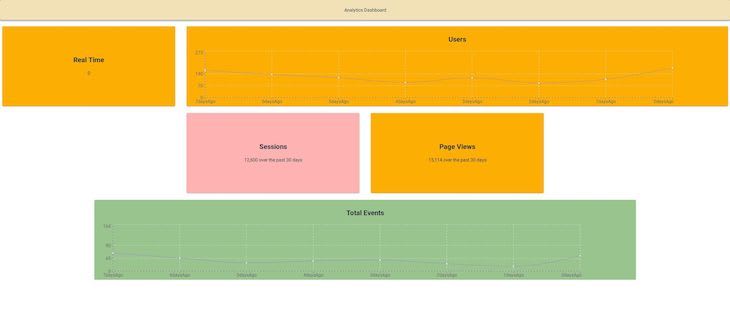 Analytics Dashboard
Real Time
0
Users
270
140
70
0
7daysAgo 6daysAgo 5daysAgo 4daysAgo 3daysAgo 2daysAgo 1daysAgo 0daysAgo
Sessions
12,600 over the past 30 days
Page Views
15,114 over the past 30 days
Total Events
164
90
45
0
7daysAgo 6daysAgo 5daysAgo 4daysAgo 3daysAgo 2daysAgo 1daysAgo 0daysAgo